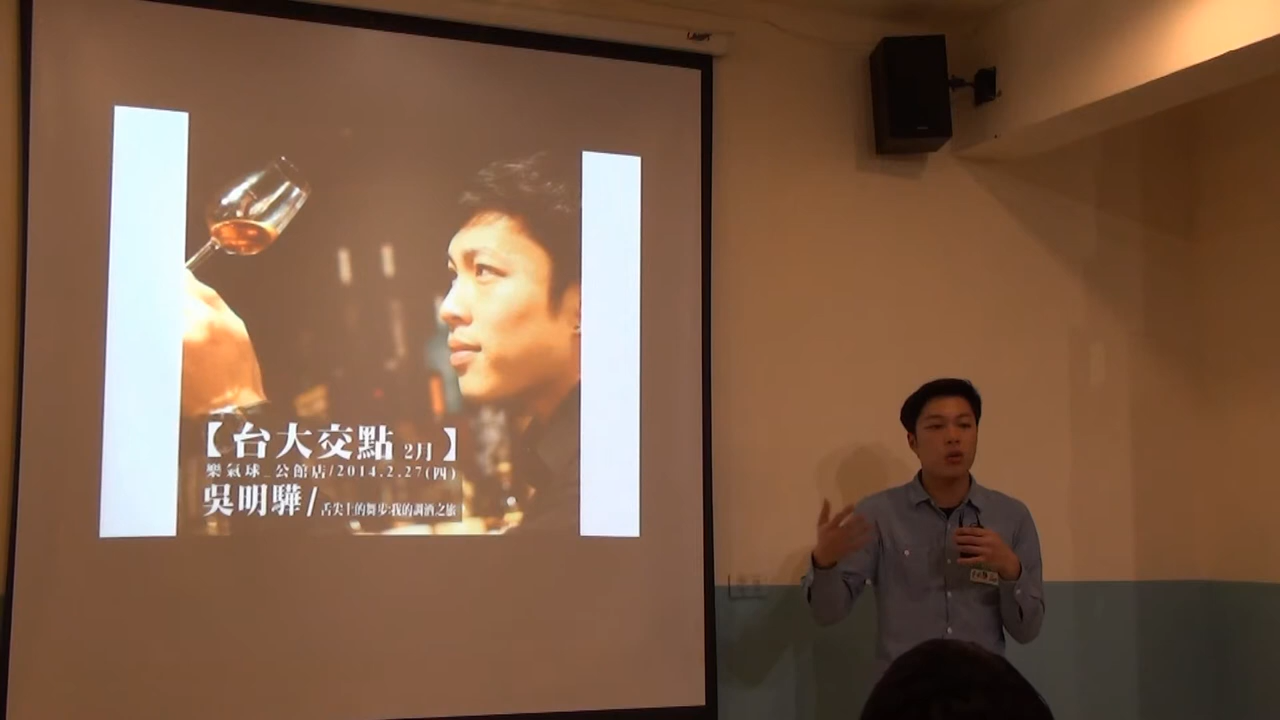 【台大交點 2月】
樂氣球_公館店/2014.2.27(四)
吳明驊/舌尖上的舞步:我的調酒之旅